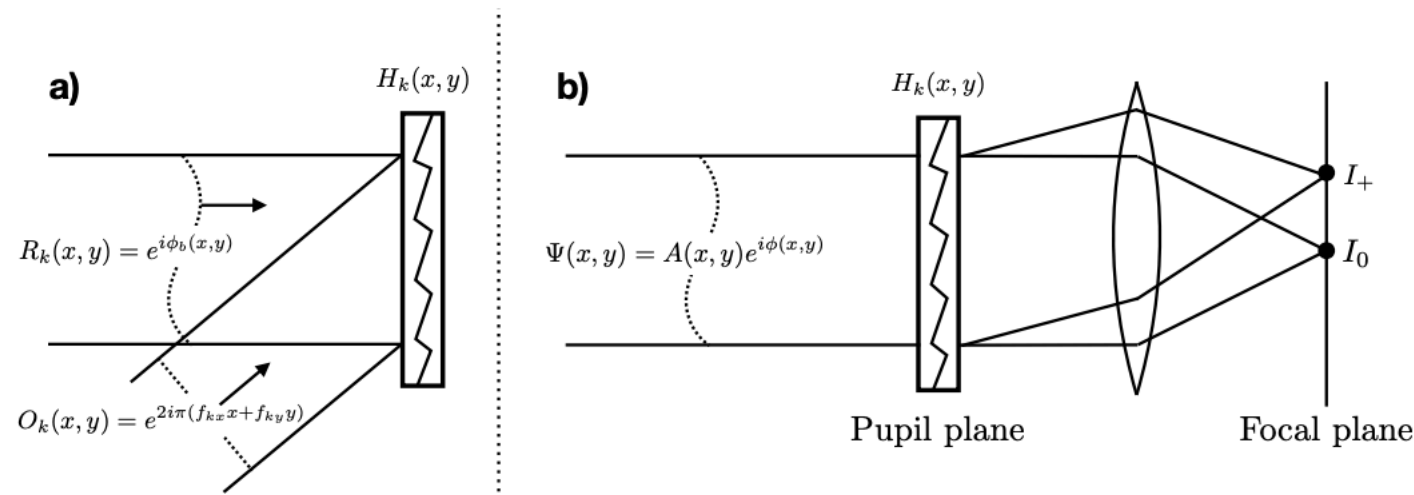 a)
H_k(x, y)
R_k(x, y) = e^{iϕ_b(x,y)}
O_k(x, y) = e^{2iπ(f_{kx}x+f_{ky}y)}
b)
H_k(x, y)
Ψ(x, y) = A(x, y)e^{iϕ(x,y)}
I_+
I_0
Pupil plane
Focal plane